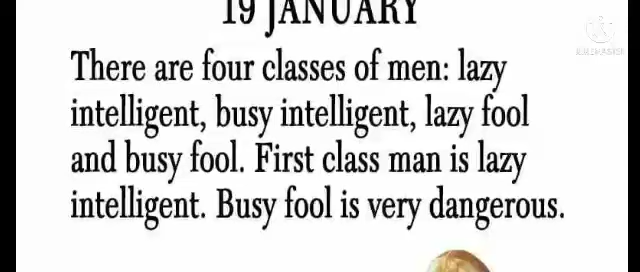 19 JANUARY
There are four classes of men: lazy
intelligent, busy intelligent, lazy fool
and busy fool. First class man is lazy
intelligent. Busy fool is very dangerous.